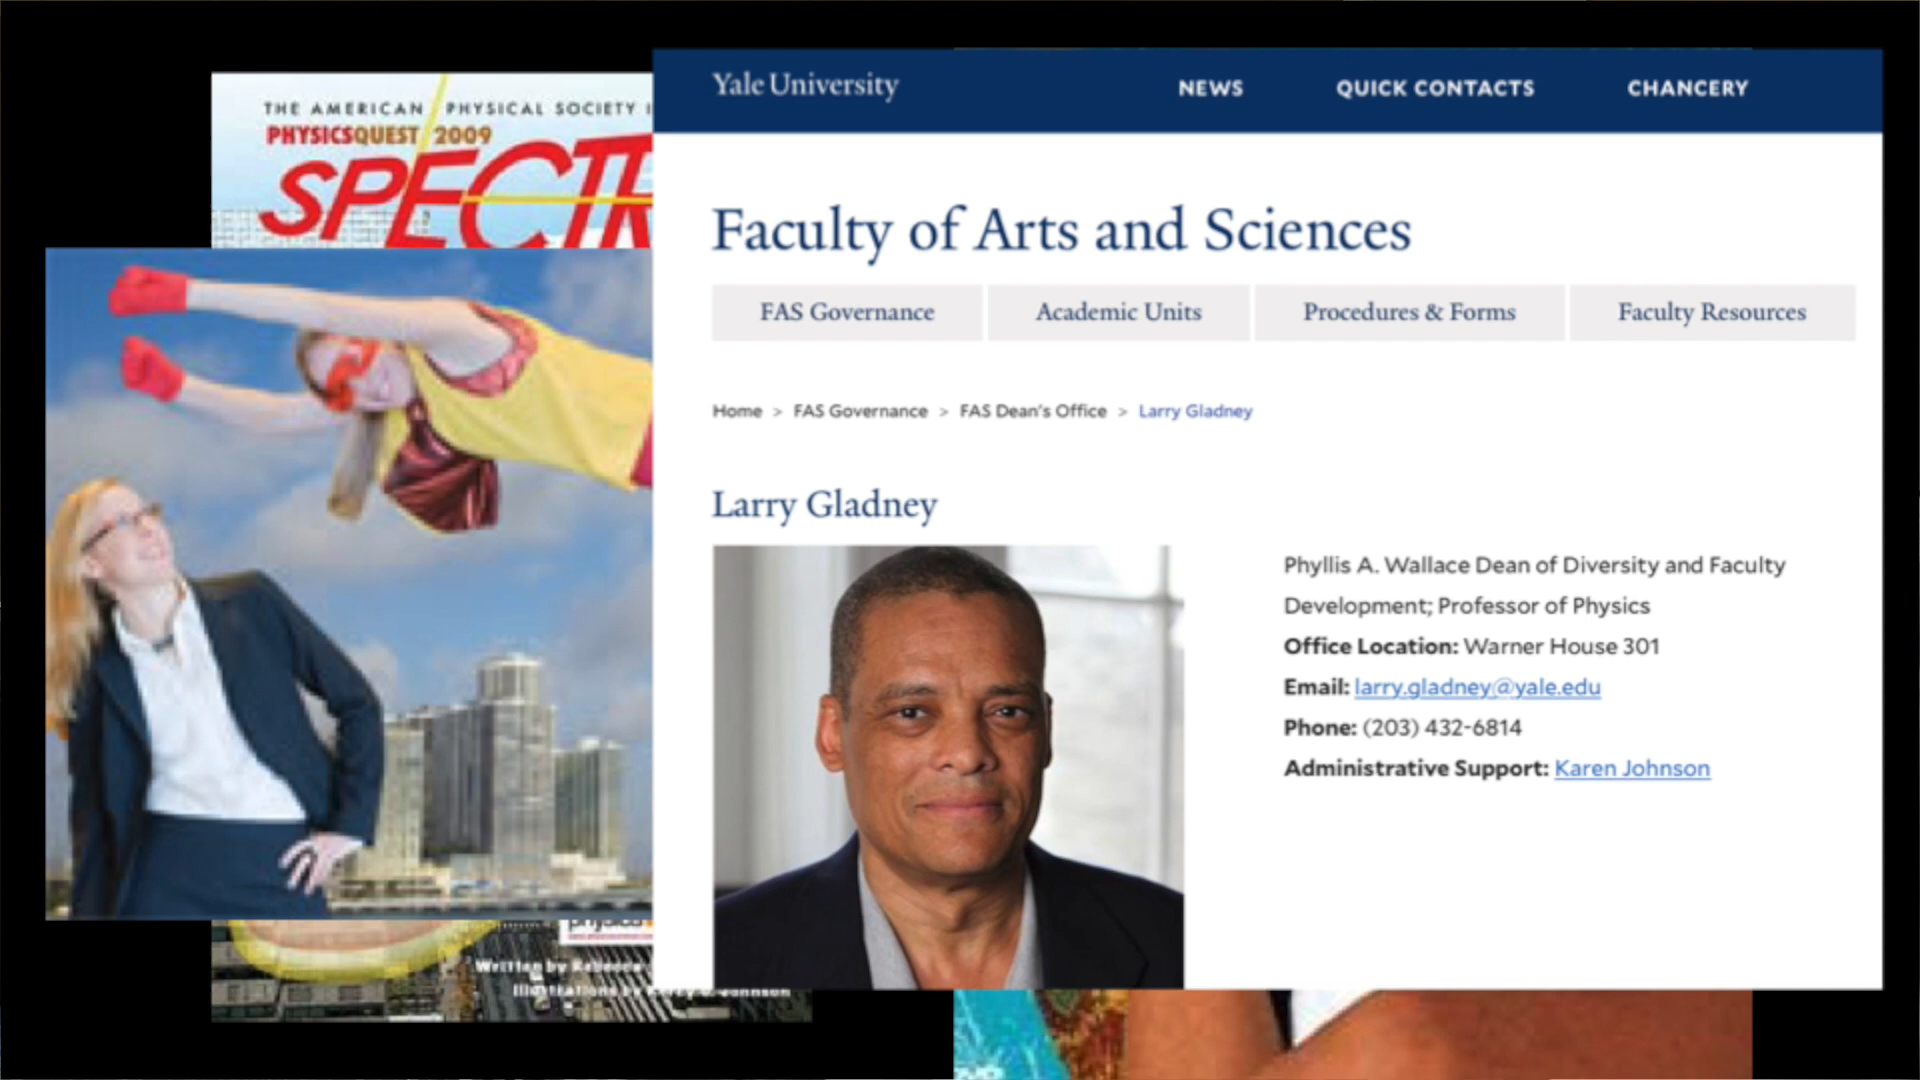 THE AMERICAN PHYSICAL SOCIETY
PHYSICSQUEST 2009
SPECTR
Yale University
NEWS
QUICK CONTACTS
CHANCERY
Faculty of Arts and Sciences
FAS Governance
Academic Units
Procedures & Forms
Faculty Resources
Home > FAS Governance > FAS Dean's Office > Larry Gladney
Larry Gladney
Phyllis A. Wallace Dean of Diversity and Faculty
Development; Professor of Physics
Office Location: Warner House 301
Email: larry.gladney@yale.edu
Phone: (203) 432-6814
Administrative Support: Karen Johnson
Written by Rebecca
Illustrations by Kerry G. Johnson